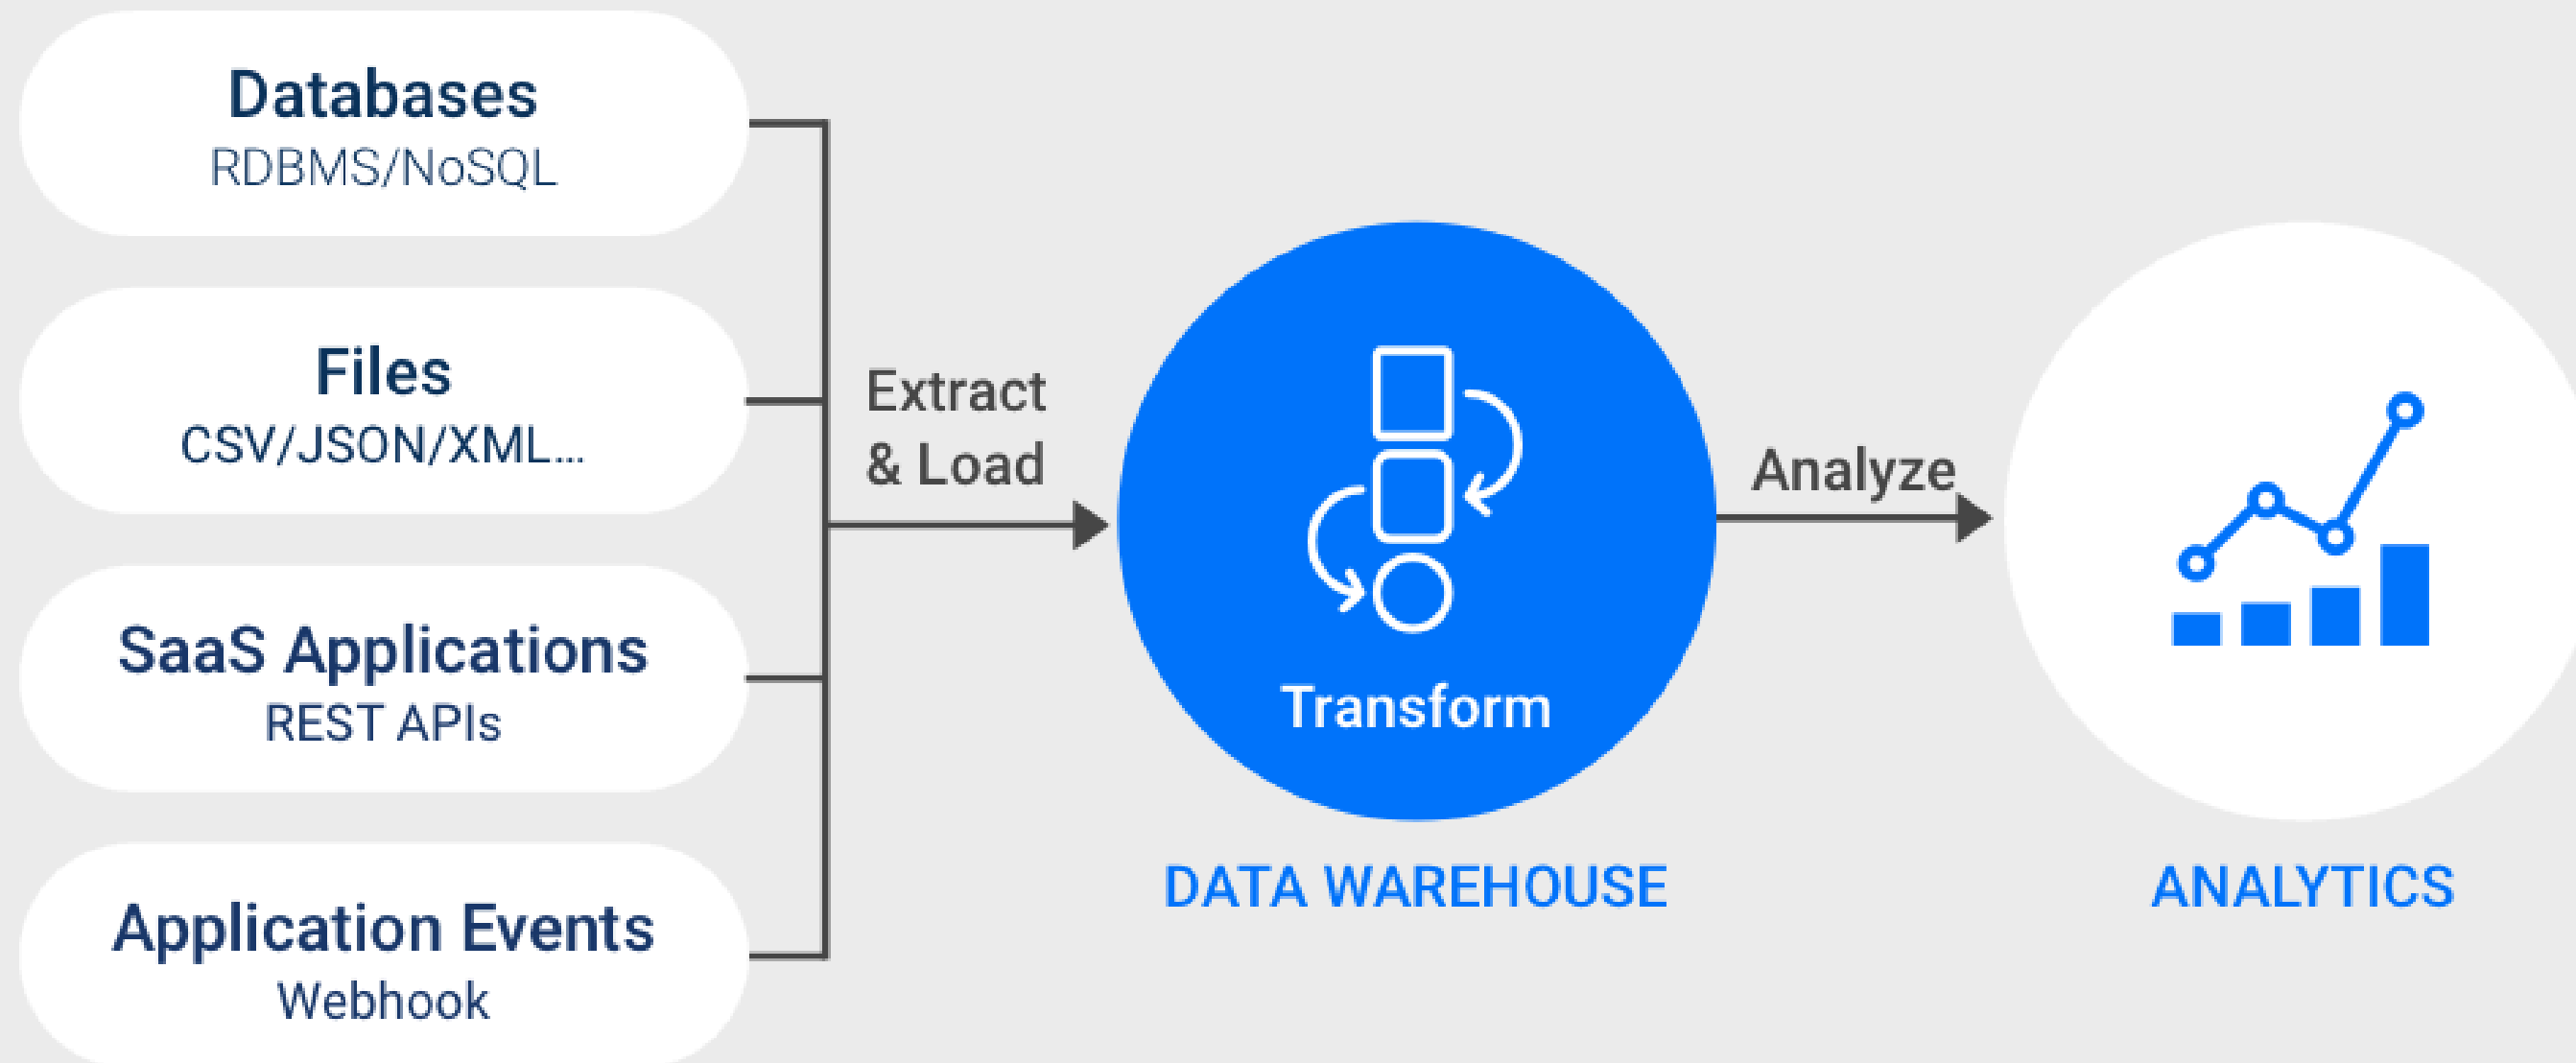 Databases
RDBMS/NoSQL
Files
CSV/JSON/XML...
SaaS Applications
REST APIs
Application Events
Webhook
Extract
& Load
Transform
DATA WAREHOUSE
Analyze
ANALYTICS